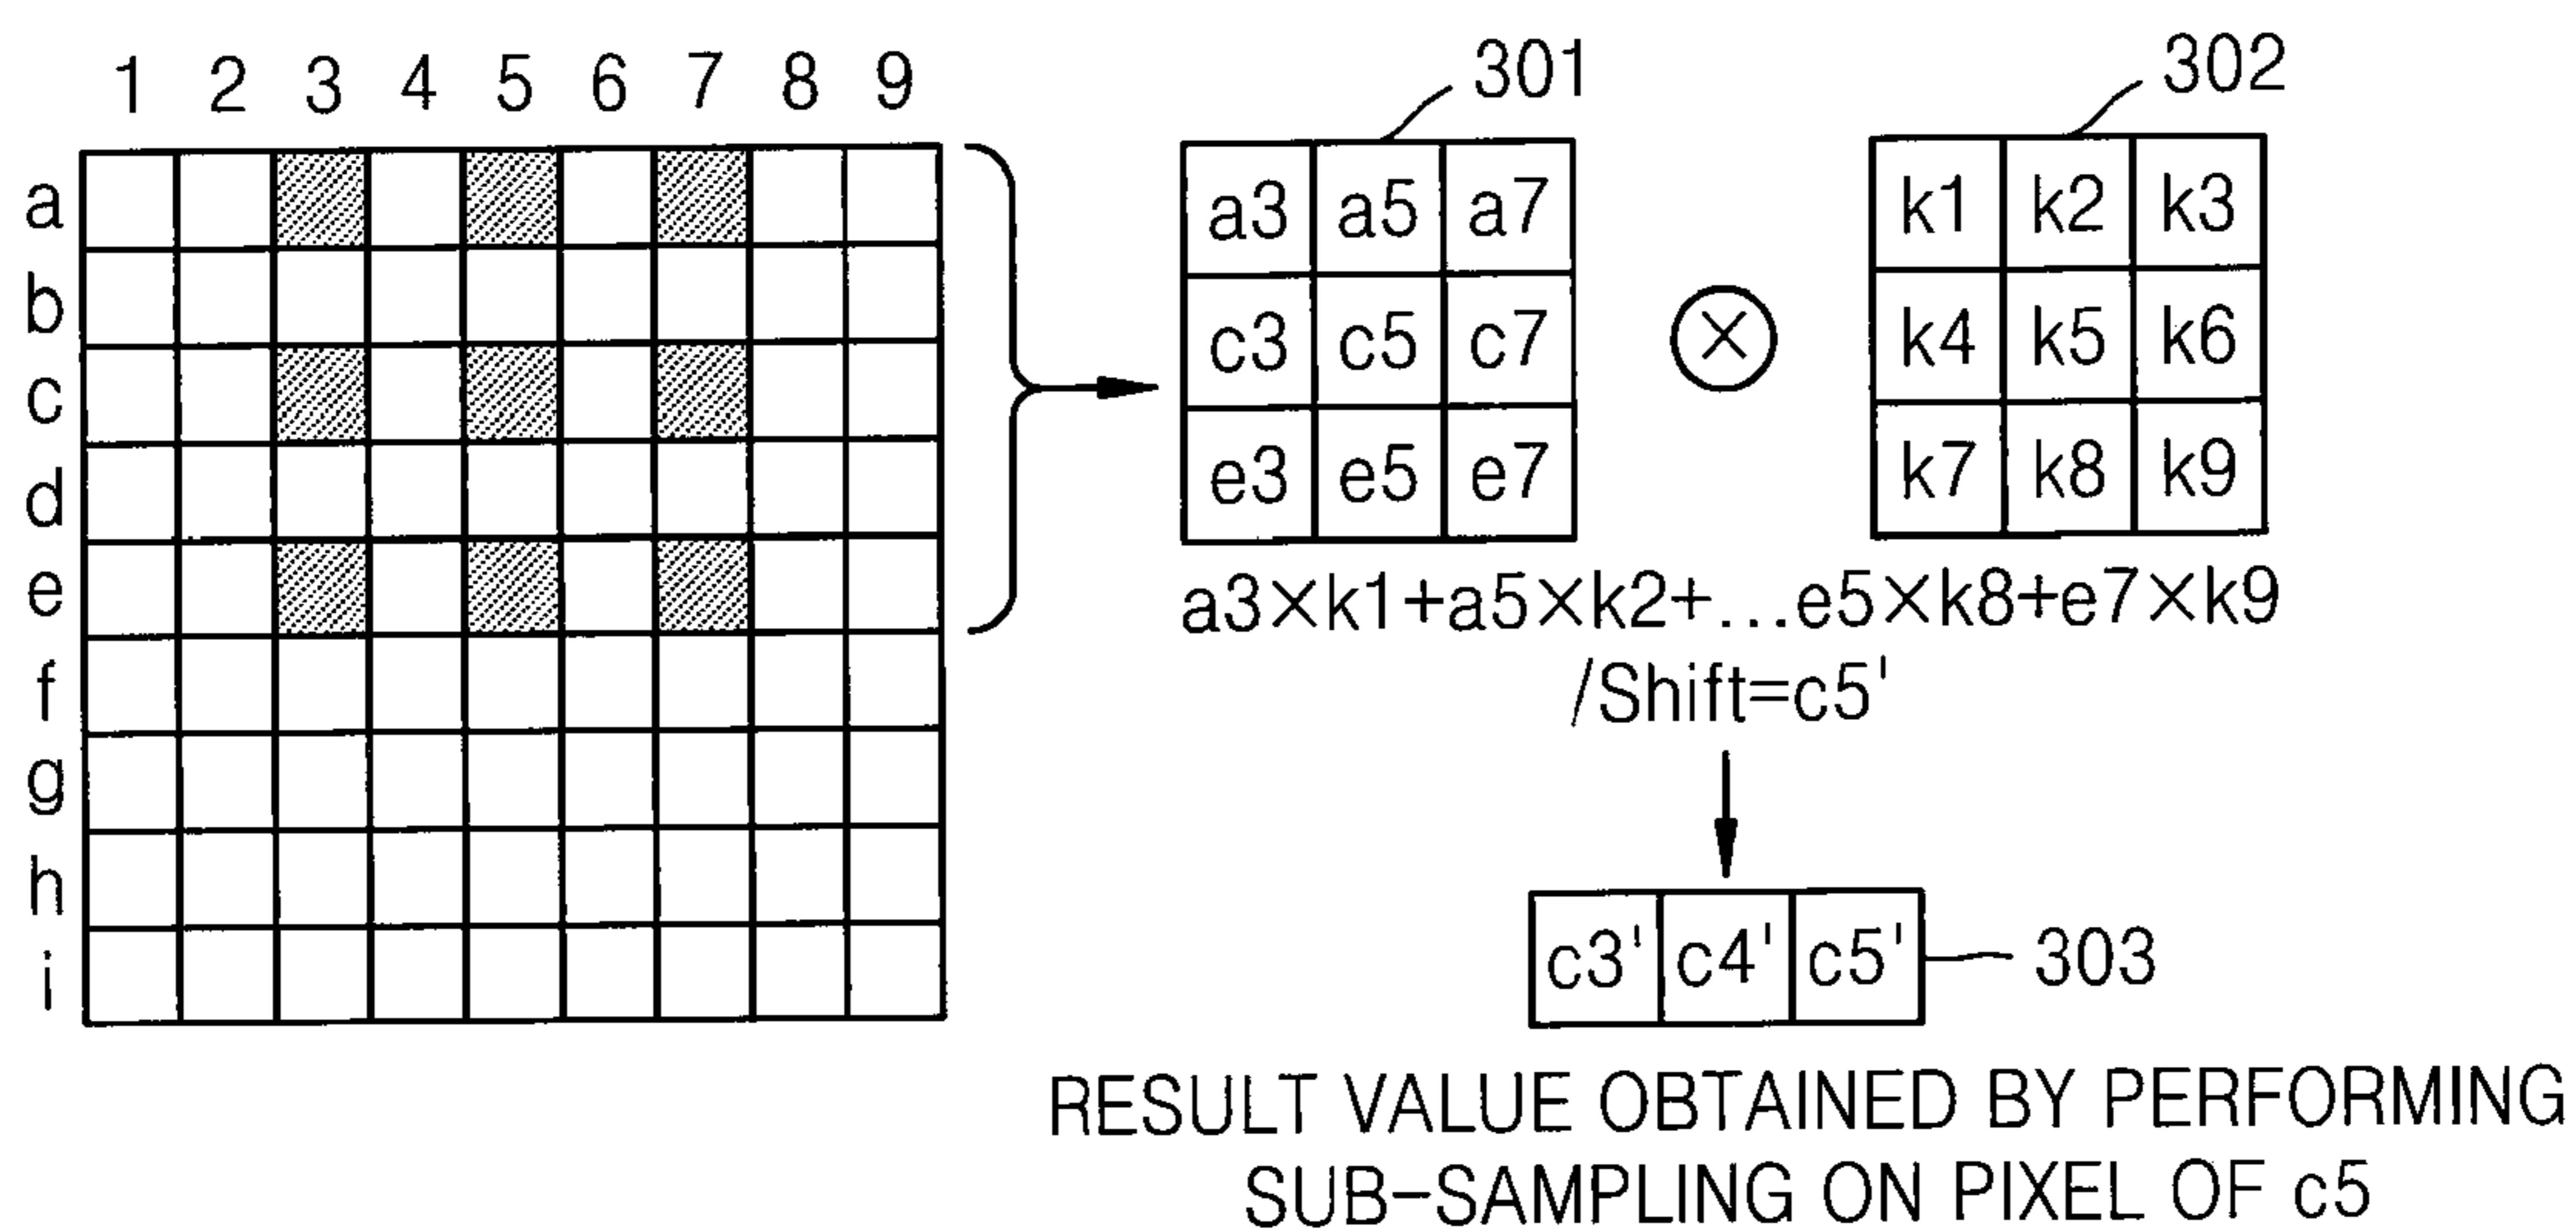 1 2 3 4 5 6 7 8 9
a
b
c
d
e
f
g
h
i
301
a3 a5 a7
c3 c5 c7
e3 e5 e7
302
k1 k2 k3
k4 k5 k6
k7 k8 k9
a3×k1+a5×k2+...e5×k8+e7×k9
/Shift=c5'
c3' c4' c5'
303
RESULT VALUE OBTAINED BY PERFORMING
SUB-SAMPLING ON PIXEL OF c5